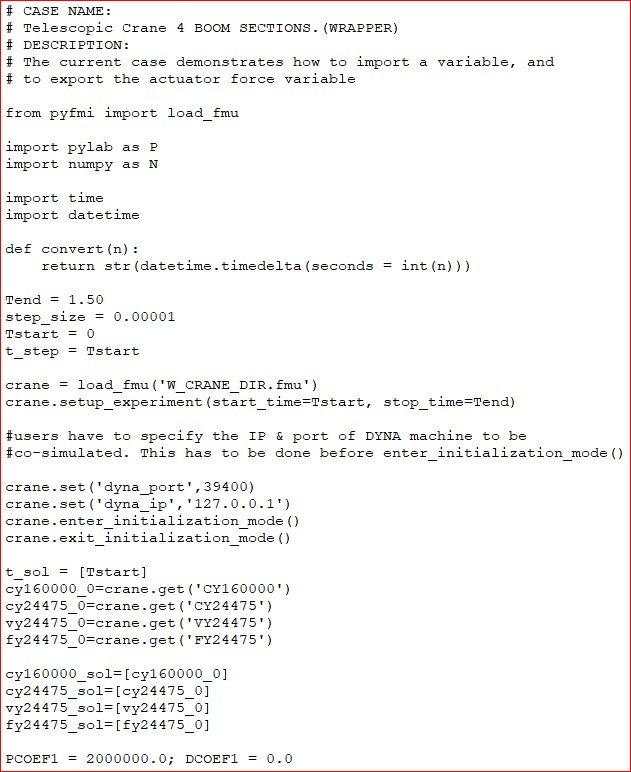 # CASE NAME:
# Telescopic Crane 4 BOOM SECTIONS.(WRAPPER)
# DESCRIPTION:
# The current case demonstrates how to import a variable, and
# to export the actuator force variable
from pyfmi import load_fmu
import pylab as P
import numpy as N
import time
import datetime
def convert(n):
    return str(datetime.timedelta(seconds = int(n)))
Tend = 1.50
step_size = 0.00001
Tstart = 0
t_step = Tstart
crane = load_fmu('W_CRANE_DIR.fmu')
crane.setup_experiment(start_time=Tstart, stop_time=Tend)
#users have to specify the IP & port of DYNA machine to be
#co-simulated. This has to be done before enter_initialization_mode()
crane.set('dyna_port',39400)
crane.set('dyna_ip','127.0.0.1')
crane.enter_initialization_mode()
crane.exit_initialization_mode()
t_sol = [Tstart]
cy160000_0=crane.get('CY160000')
cy24475_0=crane.get('CY24475')
vy24475_0=crane.get('VY24475')
fy24475_0=crane.get('FY24475')
cy160000_sol=[cy160000_0]
cy24475_sol=[cy24475_0]
vy24475_sol=[vy24475_0]
fy24475_sol=[fy24475_0]
PCOEF1 = 2000000.0; DCOEF1 = 0.0